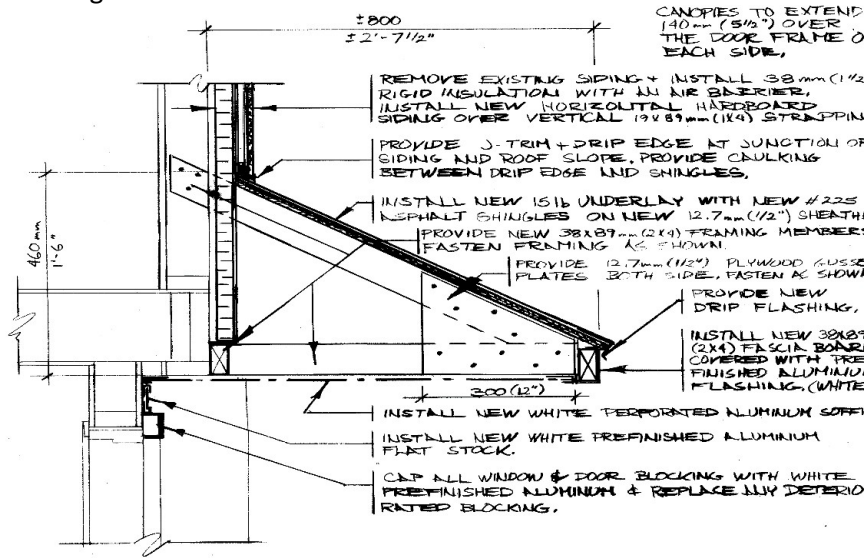 ±800
±2'-7½"
CANOPIES TO EXTEND
140mm (5½") OVER
THE DOOR FRAME O
EACH SIDE.
REMOVE EXISTING SIDING + INSTALL 38mm (1½
RIGID INSULATION WITH AN AIR BARRIER.
INSTALL NEW HORIZONTAL HARDBOARD
SIDING OVER VERTICAL 19x89mm (1x4) STRAPPIN
PROVIDE J-TRIM + DRIP EDGE AT JUNCTION OF
SIDING AND ROOF SLOPE. PROVIDE CAULKING
BETWEEN DRIP EDGE AND SHINGLES.
INSTALL NEW 15lb UNDERLAY WITH NEW #225
ASPHALT SHINGLES ON NEW 12.7mm (½") SHEATHI
PROVIDE NEW 38x89mm (2x4) FRAMING MEMBERS
FASTEN FRAMING AS SHOWN.
PROVIDE 12.7mm (½") PLYWOOD GUSSE
PLATES BOTH SIDE. FASTEN AS SHOW
PROVIDE NEW
DRIP FLASHING.
INSTALL NEW 38x89
(2x4) FASCIA BOAR
COVERED WITH PRE
FINISHED ALUMINUM
FLASHING. (WHITE
460mm
1'-6"
300 (12")
INSTALL NEW WHITE PERFORATED ALUMINUM SOFFI
INSTALL NEW WHITE PREFINISHED ALUMINUM
FLAT STOCK.
CAP ALL WINDOW & DOOR BLOCKING WITH WHITE
PREFINISHED ALUMINUM & REPLACE ANY DETERIO
RATED BLOCKING.